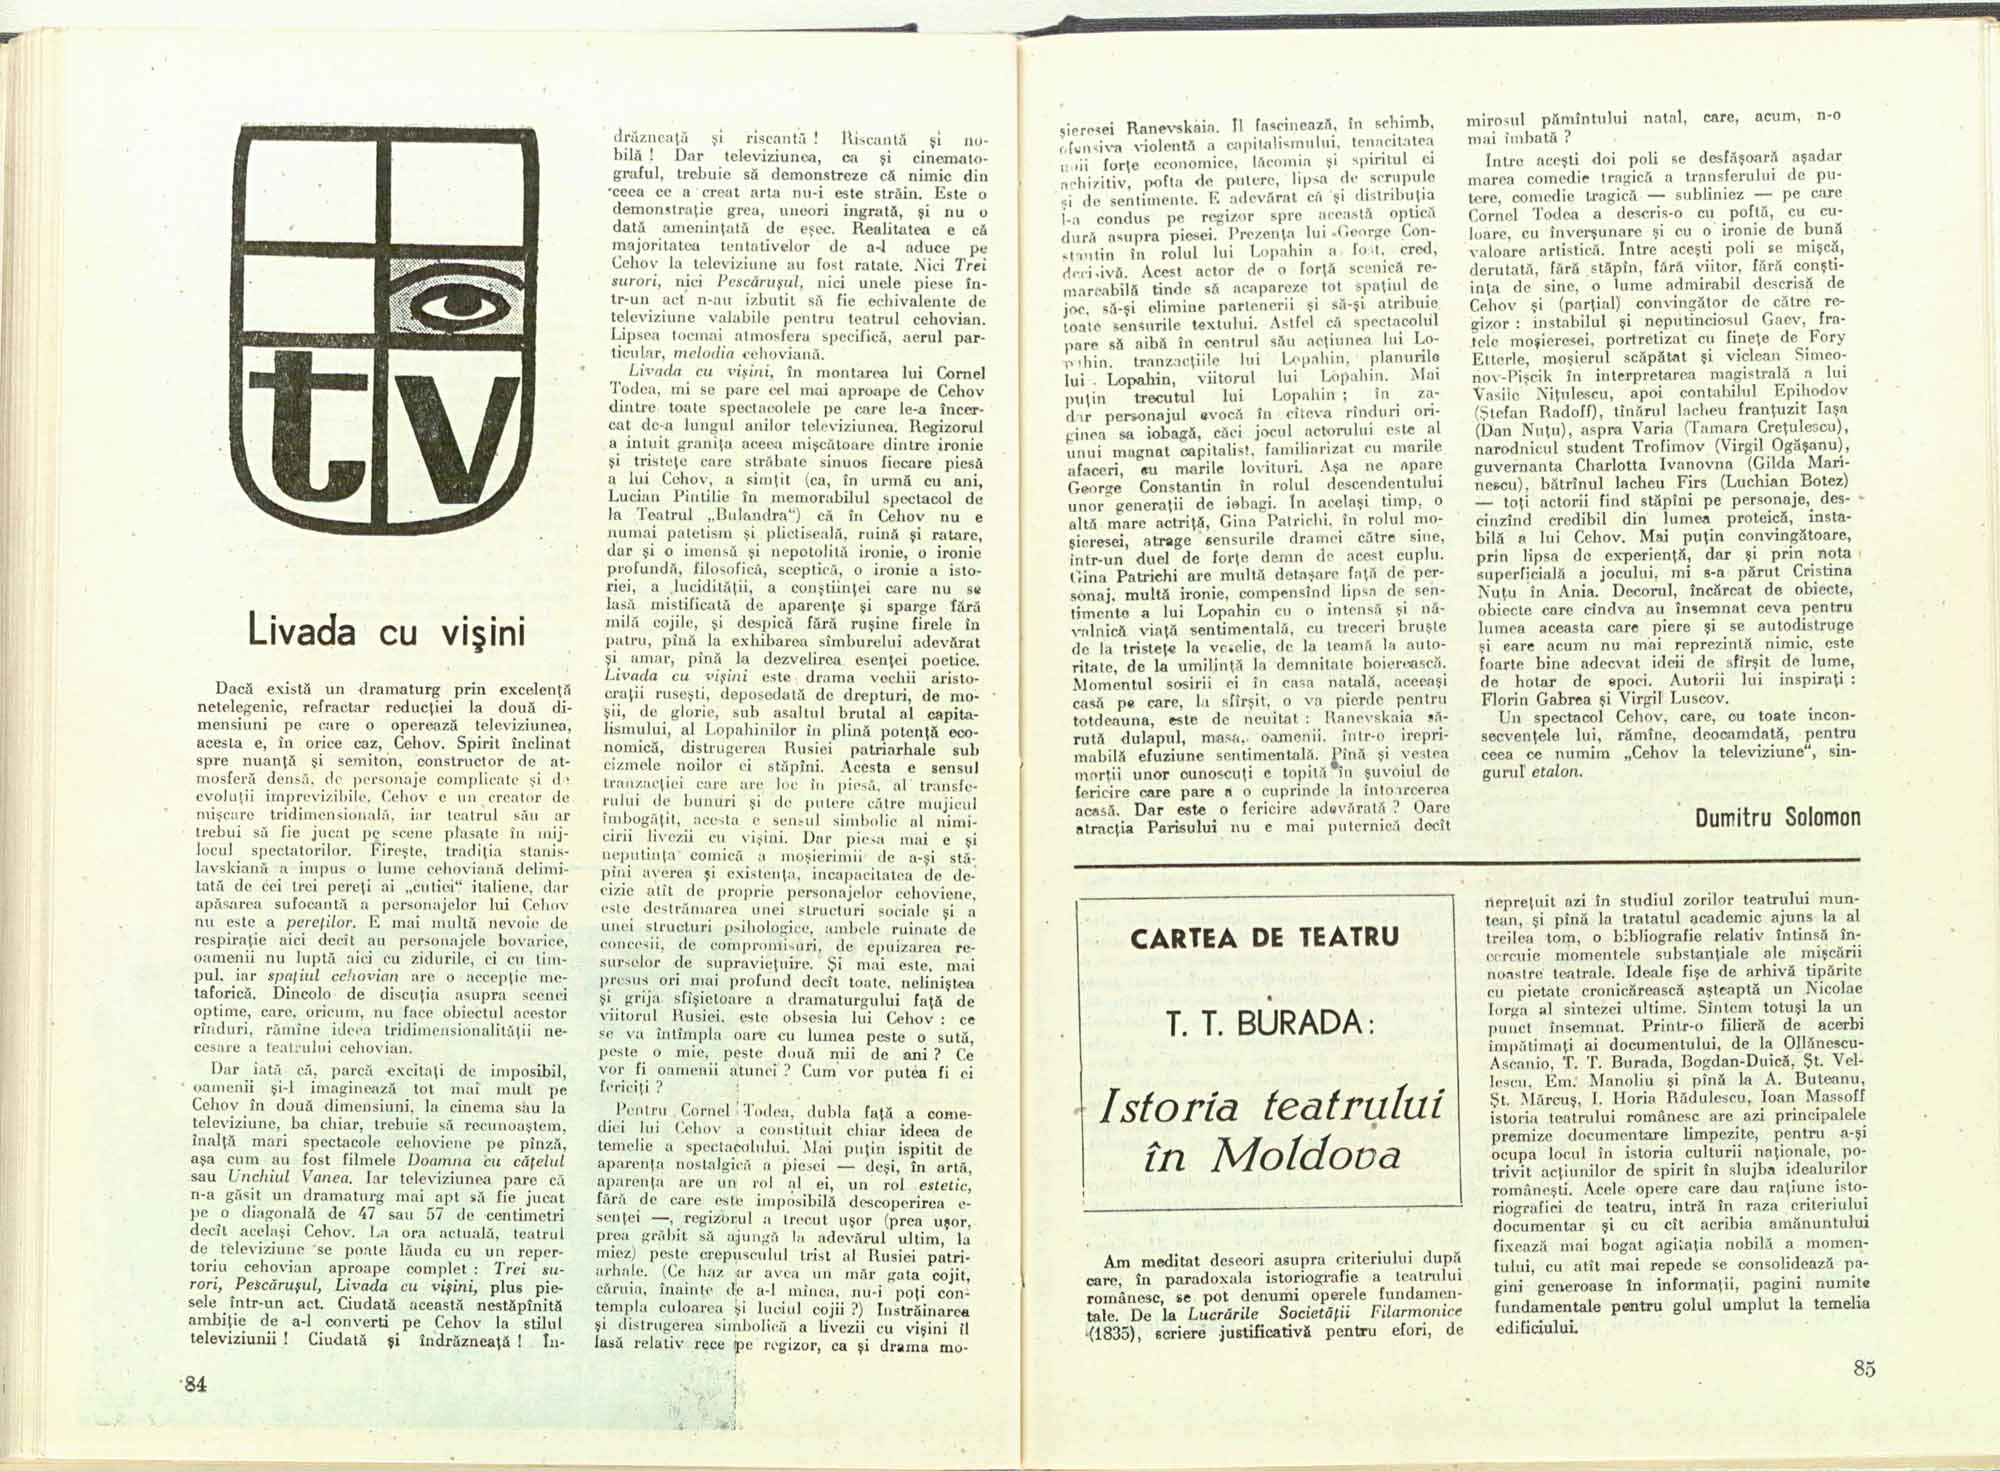 tv
Livada cu vişini
Dacă există un dramaturg prin excelenţă
netelegenic, refractar reducţiei la două di-
mensiuni pe care o operează televiziunea,
acesta e, în orice caz, Cehov. Spirit înclinat
spre nuanţă şi semiton, constructor de at-
mosferă densă, de personaje complicate şi de
evoluţii imprevizibile, Cehov e un creator de
mişcare tridimensională, iar teatrul său ar
trebui să fie jucat pe scene plasate în mij-
locul spectatorilor. Fireşte, tradiţia stanis-
lavskiană a impus o lume cehoviană delimi-
tată de cei trei pereţi ai „cutiei“ italiene, dar
apăsarea sufocantă a personajelor lui Cehov
nu este a pereţilor. E mai multă nevoie de
respiraţie aici decît au personajele bovarice,
oamenii nu luptă aici cu zidurile, ci cu tim-
pul, iar spaţiul cehovian are o accepţie me-
taforică. Dincolo de discuţia asupra scenei
optime, care, oricum, nu face obiectul acestor
rînduri, rămîne ideea tridimensionalităţii ne-
cesare a teatrului cehovian.
Dar iată că, parcă excitaţi de imposibil,
oamenii şi-l imaginează tot mai mult pe
Cehov în două dimensiuni, la cinema sau la
televiziune, ba chiar, trebuie să recunoaştem,
înalţă mari spectacole cehoviene pe pînză,
aşa cum au fost filmele Doamna cu căţelul
sau Unchiul Vanea. Iar televiziunea pare că
n-a găsit un dramaturg mai apt să fie jucat
pe o diagonală de 47 sau 57 de centimetri
decît acelaşi Cehov. La ora actuală, teatrul
de televiziune se poate lăuda cu un reper-
toriu cehovian aproape complet : Trei su-
rori, Pescăruşul, Livada cu vişini, plus pie-
sele într-un act. Ciudată această nestăpînită
ambiţie de a-l converti pe Cehov la stilul
televiziunii ! Ciudată şi îndrăzneaţă ! În-
84
drăzneaţă şi riscantă ! Riscantă şi no-
bilă ! Dar televiziunea, ca şi cinemato-
graful, trebuie să demonstreze că nimic din
ceea ce a creat arta nu-i este străin. Este o
demonstraţie grea, uneori ingrată, şi nu o
dată ameninţată de eşec. Realitatea e că
majoritatea tentativelor de a-l aduce pe
Cehov la televiziune au fost ratate. Nici Trei
surori, nici Pescăruşul, nici unele piese în-
tr-un act n-au izbutit să fie echivalente de
televiziune valabile pentru teatrul cehovian.
Lipsea tocmai atmosfera specifică, aerul par-
ticular, melodia cehoviană.
Livada cu vişini, în montarea lui Cornel
Todea, mi se pare cel mai aproape de Cehov
dintre toate spectacolele pe care le-a încer-
cat de-a lungul anilor televiziunea. Regizorul
a intuit graniţa aceea mişcătoare dintre ironie
şi tristeţe care străbate sinuos fiecare piesă
a lui Cehov, a simţit (ca, în urmă cu ani,
Lucian Pintilie în memorabilul spectacol de
la Teatrul „Bulandra“) că în Cehov nu e
numai patetism şi plictiseală, ruină şi ratare,
dar şi o imensă şi nepotolită ironie, o ironie
profundă, filosofică, sceptică, o ironie a isto-
riei, a lucidităţii, a conştiinţei care nu se
lasă mistificată de aparenţe şi sparge fără
milă cojile, şi despică fără ruşine firele în
patru, pînă la exhibarea sîmburelui adevărat
şi amar, pînă la dezvelirea esenţei poetice.
Livada cu vişini este drama vechii aristo-
craţii ruseşti, deposedată de drepturi, de mo-
şii, de glorie, sub asaltul brutal al capita-
lismului, al Lopahinilor în plină potenţă eco-
nomică, distrugerea Rusiei patriarhale sub
cizmele noilor ei stăpîni. Acesta e sensul
tranzacţiei care are loc în piesă, al transfe-
rului de bunuri şi de putere către mujicul
îmbogăţit, acesta e sensul simbolic al nimi-
cirii livezii cu vişini. Dar piesa mai e şi
neputinţa comică a moşierimii de a-şi stă-
pîni averea şi existenţa, incapacitatea de de-
cizie atît de proprie personajelor cehoviene,
este destrămarea unei structuri sociale şi a
unei structuri psihologice, ambele ruinate de
concesii, de compromisuri, de epuizarea re-
surselor de supravieţuire. Şi mai este, mai
presus ori mai profund decît toate, neliniştea
şi grija sfîşietoare a dramaturgului faţă de
viitorul Rusiei, este obsesia lui Cehov : ce
se va întîmpla oare cu lumea peste o sută,
peste o mie, peste două mii de ani ? Ce
vor fi oamenii atunci ? Cum vor putea fi ei
fericiţi ?
Pentru Cornel Todea, dubla faţă a come-
diei lui Cehov a constituit chiar ideea de
temelie a spectacolului. Mai puţin ispitit de
aparenţa nostalgică a piesei — deşi, în artă,
aparenţa are un rol al ei, un rol estetic,
fără de care este imposibilă descoperirea e-
senţei —, regizorul a trecut uşor (prea uşor,
prea grăbit să ajungă la adevărul ultim, la
miez) peste crepusculul trist al Rusiei patri-
arhale. (Ce haz ar avea un măr gata cojit,
căruia, înainte de a-l mînca, nu-i poţi con-
templa culoarea şi luciul cojii ?) Instrăinarea
şi distrugerea simbolică a livezii cu vişini îl
lasă relativ rece pe regizor, ca şi drama mo-
şieresei Ranevskaia. Îl fascinează, în schimb,
ofensiva violentă a capitalismului, tenacitatea
noii forţe economice, lăcomia şi spiritul ei
achizitiv, pofta de putere, lipsa de scrupule
şi de sentimente. E adevărat că şi distribuţia
l-a condus pe regizor spre această optică
dură asupra piesei. Prezenţa lui George Con-
stantin în rolul lui Lopahin a fost, cred,
decisivă. Acest actor de o forţă scenică re-
marcabilă tinde să acapareze tot spaţiul de
joc, să-şi elimine partenerii şi să-şi atribuie
toate sensurile textului. Astfel că spectacolul
pare să aibă în centrul său acţiunea lui Lo-
pahin, tranzacţiile lui Lopahin, planurile
lui Lopahin, viitorul lui Lopahin. Mai
puţin trecutul lui Lopahin ; în za-
dar personajul evocă în cîteva rînduri ori-
ginea sa iobagă, căci jocul actorului este al
unui magnat capitalist, familiarizat cu marile
afaceri, cu marile lovituri. Aşa ne apare
George Constantin în rolul descendentului
unor generaţii de iobagi. In acelaşi timp, o
altă mare actriţă, Gina Patrichi, în rolul mo-
şieresei, atrage sensurile dramei către sine,
într-un duel de forţe demn de acest cuplu.
Gina Patrichi are multă detaşare faţă de per-
sonaj, multă ironie, compensînd lipsa de sen-
timente a lui Lopahin cu o intensă şi nă-
valnică viaţă sentimentală, cu treceri bruşte
de la tristeţe la veselie, de la teamă la auto-
ritate, de la umilinţă la demnitate boierească.
Momentul sosirii ei în casa natală, aceeaşi
casă pe care, la sfîrşit, o va pierde pentru
totdeauna, este de neuitat : Ranevskaia să-
rută dulapul, masa, oamenii, într-o irepri-
mabilă efuziune sentimentală. Pînă şi vestea
morţii unor cunoscuţi e topită în şuvoiul de
fericire care pare a o cuprinde la întoarcerea
acasă. Dar este o fericire adevărată ? Oare
atracţia Parisului nu e mai puternică decît
mirosul pămîntului natal, care, acum, n-o
mai îmbată ?
Intre aceşti doi poli se desfăşoară aşadar
marea comedie tragică a transferului de pu-
tere, comedie tragică — subliniez — pe care
Cornel Todea a descris-o cu poftă, cu cu-
loare, cu înverşunare şi cu o ironie de bună
valoare artistică. Intre aceşti poli se mişcă,
derutată, fără stăpîn, fără viitor, fără conşti-
inţa de sine, o lume admirabil descrisă de
Cehov şi (parţial) convingător de către re-
gizor : instabilul şi neputinciosul Gaev, fra-
tele moşieresei, portretizat cu fineţe de Fory
Etterle, moşierul scăpătat şi viclean Simeo-
nov-Pişcik în interpretarea magistrală a lui
Vasile Niţulescu, apoi contabilul Epihodov
(Ştefan Radoff), tînărul lacheu franţuzit Iaşa
(Dan Nuţu), aspra Varia (Tamara Creţulescu),
narodnicul student Trofimov (Virgil Ogăşanu),
guvernanta Charlotta Ivanovna (Gilda Mari-
nescu), bătrînul lacheu Firs (Luchian Botez)
— toţi actorii fiind stăpîni pe personaje, des-
cinzînd credibil din lumea proteică, insta-
bilă a lui Cehov. Mai puţin convingătoare,
prin lipsa de experienţă, dar şi prin nota
superficială a jocului, mi s-a părut Cristina
Nuţu în Ania. Decorul, încărcat de obiecte,
obiecte care cîndva au însemnat ceva pentru
lumea aceasta care piere şi se autodistruge
şi care acum nu mai reprezintă nimic, este
foarte bine adecvat ideii de sfîrşit de lume,
de hotar de epoci. Autorii lui inspiraţi :
Florin Gabrea şi Virgil Luscov.
Un spectacol Cehov, care, cu toate incon-
secvenţele lui, rămîne, deocamdată, pentru
ceea ce numim „Cehov la televiziune“, sin-
gurul etalon.
Dumitru Solomon
CARTEA DE TEATRU
T. T. BURADA:
Istoria teatrului
în Moldova
Am meditat deseori asupra criteriului după
care, în paradoxala istoriografie a teatrului
românesc, se pot denumi operele fundamen-
tale. De la Lucrările Societăţii Filarmonice
(1835), scriere justificativă pentru efori, de
nepreţuit azi în studiul zorilor teatrului mun-
tean, şi pînă la tratatul academic ajuns la al
treilea tom, o bibliografie relativ întinsă în-
cercuie momentele substanţiale ale mişcării
noastre teatrale. Ideale fişe de arhivă tipărite
cu pietate cronicărească aşteaptă un Nicolae
Iorga al sintezei ultime. Sîntem totuşi la un
punct însemnat. Printr-o filieră de acerbi
împătimaţi ai documentului, de la Ollănescu-
Ascanio, T. T. Burada, Bogdan-Duică, Şt. Vel-
lescu, Em. Manoliu şi pînă la A. Buteanu,
Şt. Mărcuş, I. Horia Rădulescu, Ioan Massoff
istoria teatrului românesc are azi principalele
premize documentare limpezite, pentru a-şi
ocupa locul în istoria culturii naţionale, po-
trivit acţiunilor de spirit în slujba idealurilor
româneşti. Acele opere care dau raţiune isto-
riografiei de teatru, intră în raza criteriului
documentar şi cu cît acribia amănuntului
fixează mai bogat agitaţia nobilă a momen-
tului, cu atît mai repede se consolidează pa-
gini generoase în informaţii, pagini numite
fundamentale pentru golul umplut la temelia
edificiului.
85